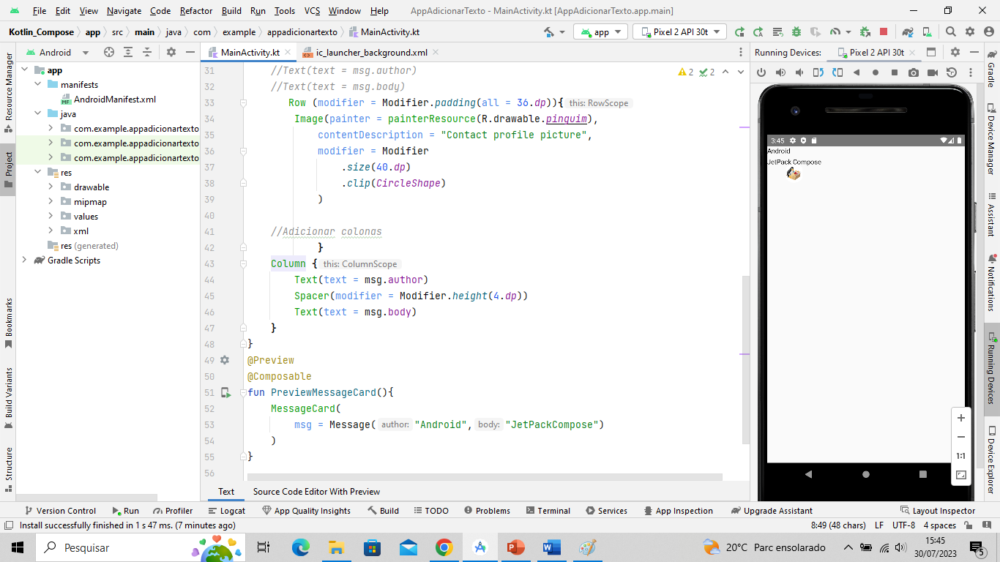 File Edit View Navigate Code Refactor Build Run Tools VCS Window Help AppAdicionarTexto - MainActivity.kt [AppAdicionarTexto.app.main]
Kotlin_Compose app src main java com example appadicionartexto MainActivity.kt app Pixel 2 API 30t
Android MainActivity.kt ic_launcher_background.xml Running Devices: Pixel 2 API 30t
Resource Manager
Project
Bookmarks
Build Variants
Structure
app
manifests
AndroidManifest.xml
java
com.example.appadicionartexto
com.example.appadicionartexto
com.example.appadicionartexto
res
drawable
mipmap
values
xml
res (generated)
Gradle Scripts
2 2
31 //Text(text = msg.author)
32 //Text(text = msg.body)
33 Row (modifier = Modifier.padding(all = 36.dp)){ this: RowScope
34 Image(painter = painterResource(R.drawable.pinguim),
35 contentDescription = "Contact profile picture",
36 modifier = Modifier
37 .size(40.dp)
38 .clip(CircleShape)
39 )
40
41 //Adicionar colonas
42 }
43 Column { this: ColumnScope
44 Text(text = msg.author)
45 Spacer(modifier = Modifier.height(4.dp))
46 Text(text = msg.body)
47 }
48 }
49 @Preview
50 @Composable
51 fun PreviewMessageCard(){
52 MessageCard(
53 msg = Message( author: "Android", body: "JetPackCompose")
54 )
55 }
56
Text Source Code Editor With Preview
3:45
Android
JetPack Compose
1:1
Gradle
Device Manager
Assistant
Notifications
Running Devices
Device Explorer
Version Control Run Profiler Logcat App Quality Insights Build TODO Problems Terminal Services App Inspection Upgrade Assistant Layout Inspector
Install successfully finished in 1 s 47 ms. (7 minutes ago) 8:49 (48 chars) LF UTF-8 4 spaces
Pesquisar 20°C Parc ensolarado 15:45
30/07/2023 5